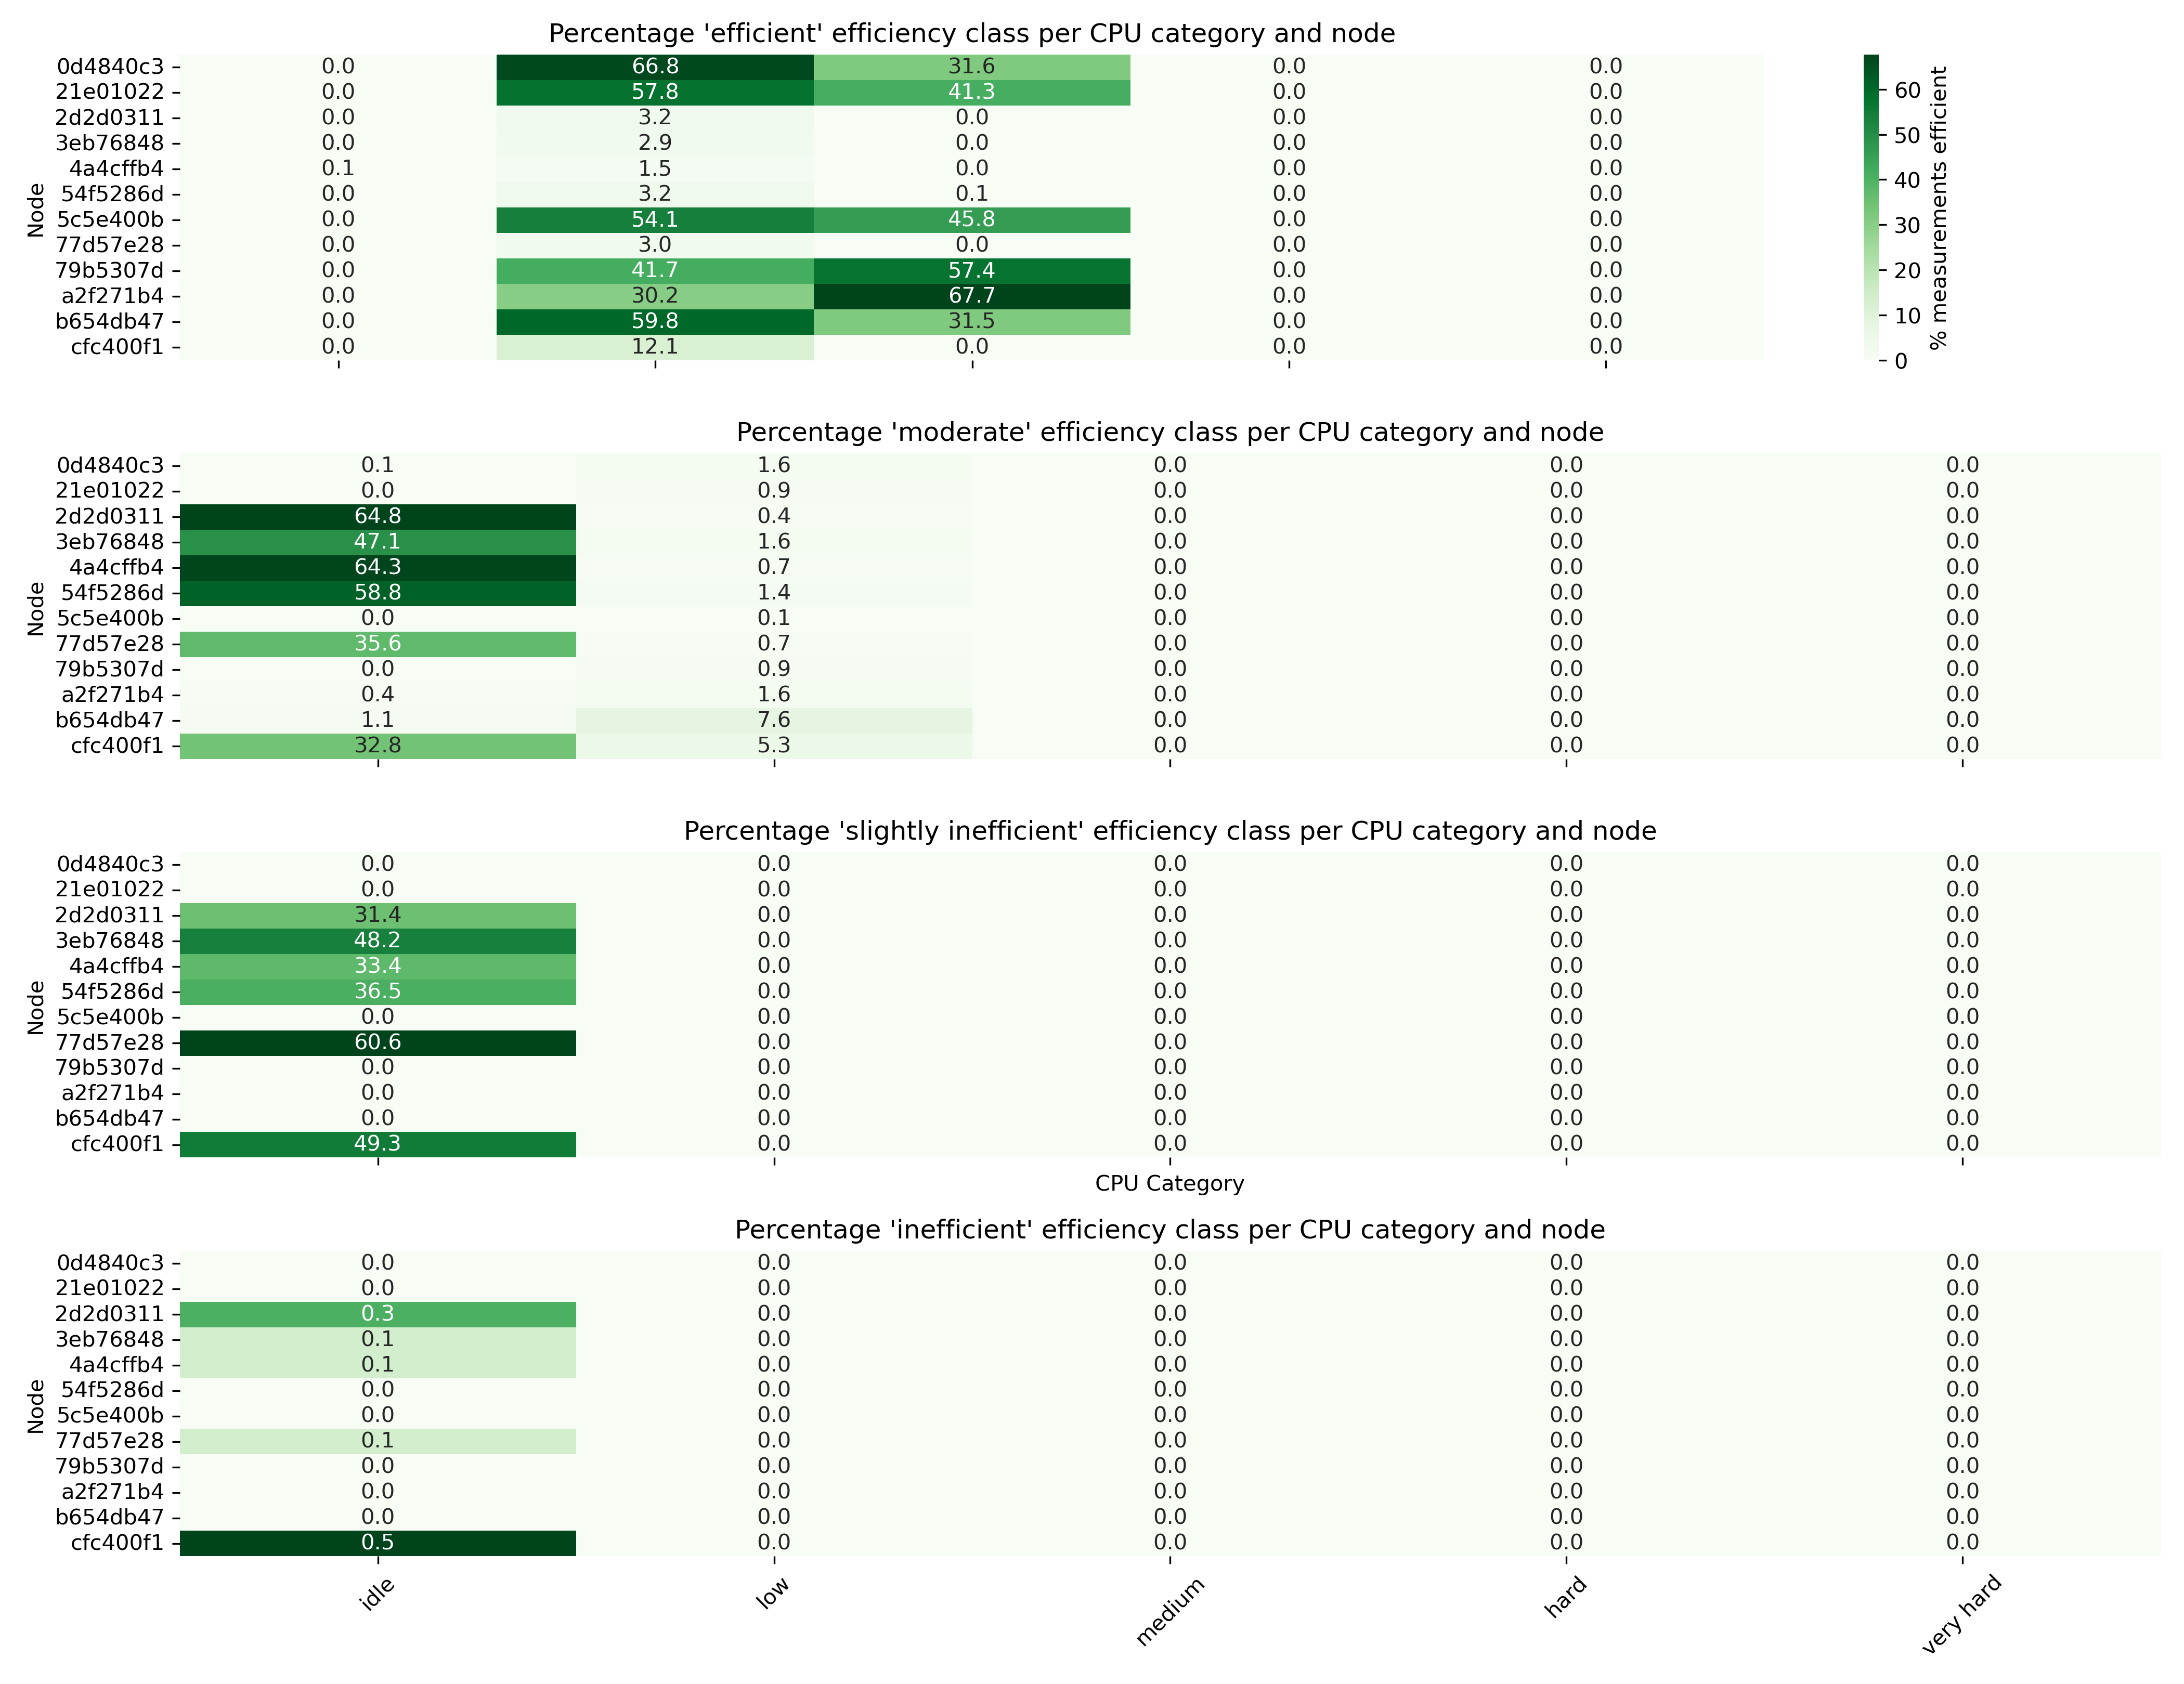 Percentage 'efficient' efficiency class per CPU category and node
0d4840c3 0.0 66.8 31.6 0.0 0.0
21e01022 0.0 57.8 41.3 0.0 0.0
2d2d0311 0.0 3.2 0.0 0.0 0.0
3eb76848 0.0 2.9 0.0 0.0 0.0
4a4cffb4 0.1 1.5 0.0 0.0 0.0
54f5286d 0.0 3.2 0.1 0.0 0.0
5c5e400b 0.0 54.1 45.8 0.0 0.0
77d57e28 0.0 3.0 0.0 0.0 0.0
79b5307d 0.0 41.7 57.4 0.0 0.0
a2f271b4 0.0 30.2 67.7 0.0 0.0
b654db47 0.0 59.8 31.5 0.0 0.0
cfc400f1 0.0 12.1 0.0 0.0 0.0
Node
60
50
40
30
20
10
0
% measurements efficient
Percentage 'moderate' efficiency class per CPU category and node
0d4840c3 0.1 1.6 0.0 0.0 0.0
21e01022 0.0 0.9 0.0 0.0 0.0
2d2d0311 64.8 0.4 0.0 0.0 0.0
3eb76848 47.1 1.6 0.0 0.0 0.0
4a4cffb4 64.3 0.7 0.0 0.0 0.0
54f5286d 58.8 1.4 0.0 0.0 0.0
5c5e400b 0.0 0.1 0.0 0.0 0.0
77d57e28 35.6 0.7 0.0 0.0 0.0
79b5307d 0.0 0.9 0.0 0.0 0.0
a2f271b4 0.4 1.6 0.0 0.0 0.0
b654db47 1.1 7.6 0.0 0.0 0.0
cfc400f1 32.8 5.3 0.0 0.0 0.0
Node
Percentage 'slightly inefficient' efficiency class per CPU category and node
0d4840c3 0.0 0.0 0.0 0.0 0.0
21e01022 0.0 0.0 0.0 0.0 0.0
2d2d0311 31.4 0.0 0.0 0.0 0.0
3eb76848 48.2 0.0 0.0 0.0 0.0
4a4cffb4 33.4 0.0 0.0 0.0 0.0
54f5286d 36.5 0.0 0.0 0.0 0.0
5c5e400b 0.0 0.0 0.0 0.0 0.0
77d57e28 60.6 0.0 0.0 0.0 0.0
79b5307d 0.0 0.0 0.0 0.0 0.0
a2f271b4 0.0 0.0 0.0 0.0 0.0
b654db47 0.0 0.0 0.0 0.0 0.0
cfc400f1 49.3 0.0 0.0 0.0 0.0
Node
CPU Category
Percentage 'inefficient' efficiency class per CPU category and node
0d4840c3 0.0 0.0 0.0 0.0 0.0
21e01022 0.0 0.0 0.0 0.0 0.0
2d2d0311 0.3 0.0 0.0 0.0 0.0
3eb76848 0.1 0.0 0.0 0.0 0.0
4a4cffb4 0.1 0.0 0.0 0.0 0.0
54f5286d 0.0 0.0 0.0 0.0 0.0
5c5e400b 0.0 0.0 0.0 0.0 0.0
77d57e28 0.1 0.0 0.0 0.0 0.0
79b5307d 0.0 0.0 0.0 0.0 0.0
a2f271b4 0.0 0.0 0.0 0.0 0.0
b654db47 0.0 0.0 0.0 0.0 0.0
cfc400f1 0.5 0.0 0.0 0.0 0.0
Node
idle low medium hard very hard